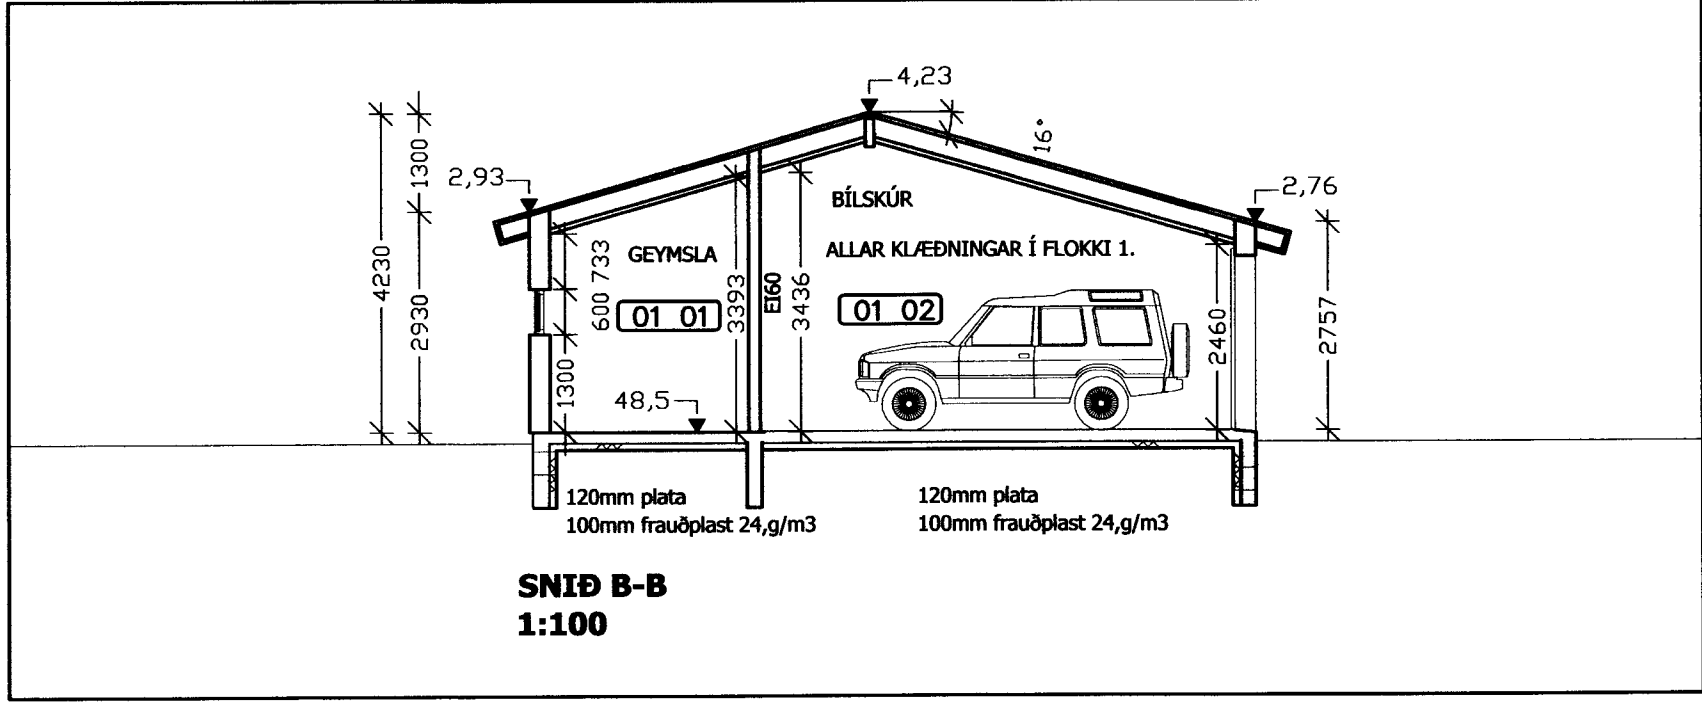 4,23
16°
2,93
2,76
1300
4230
2930
BÍLSKÚR
GEYMSLA
ALLAR KLÆÐNINGAR Í FLOKKI 1.
733
600
1300
01 01
3393
EI60
3436
01 02
2460
2757
48,5
120mm plata
100mm frauðplast 24,g/m3
120mm plata
100mm frauðplast 24,g/m3
SNIÐ B-B
1:100